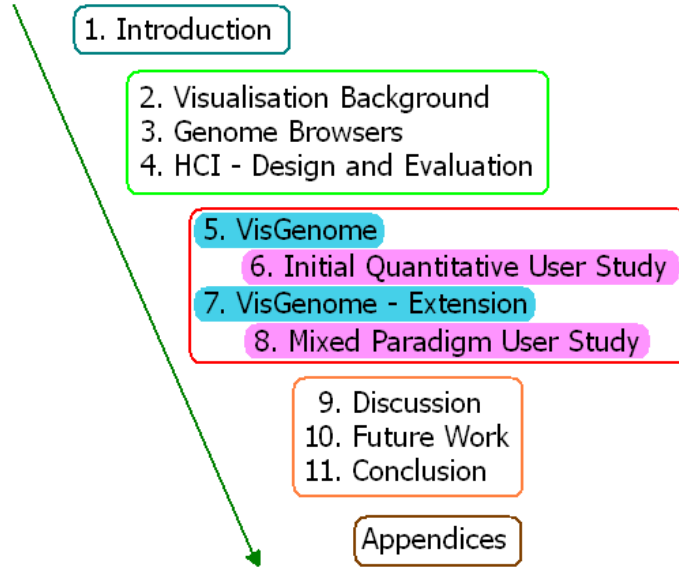 1. Introduction
2. Visualisation Background
3. Genome Browsers
4. HCI - Design and Evaluation
5. VisGenome
6. Initial Quantitative User Study
7. VisGenome - Extension
8. Mixed Paradigm User Study
9. Discussion
10. Future Work
11. Conclusion
Appendices